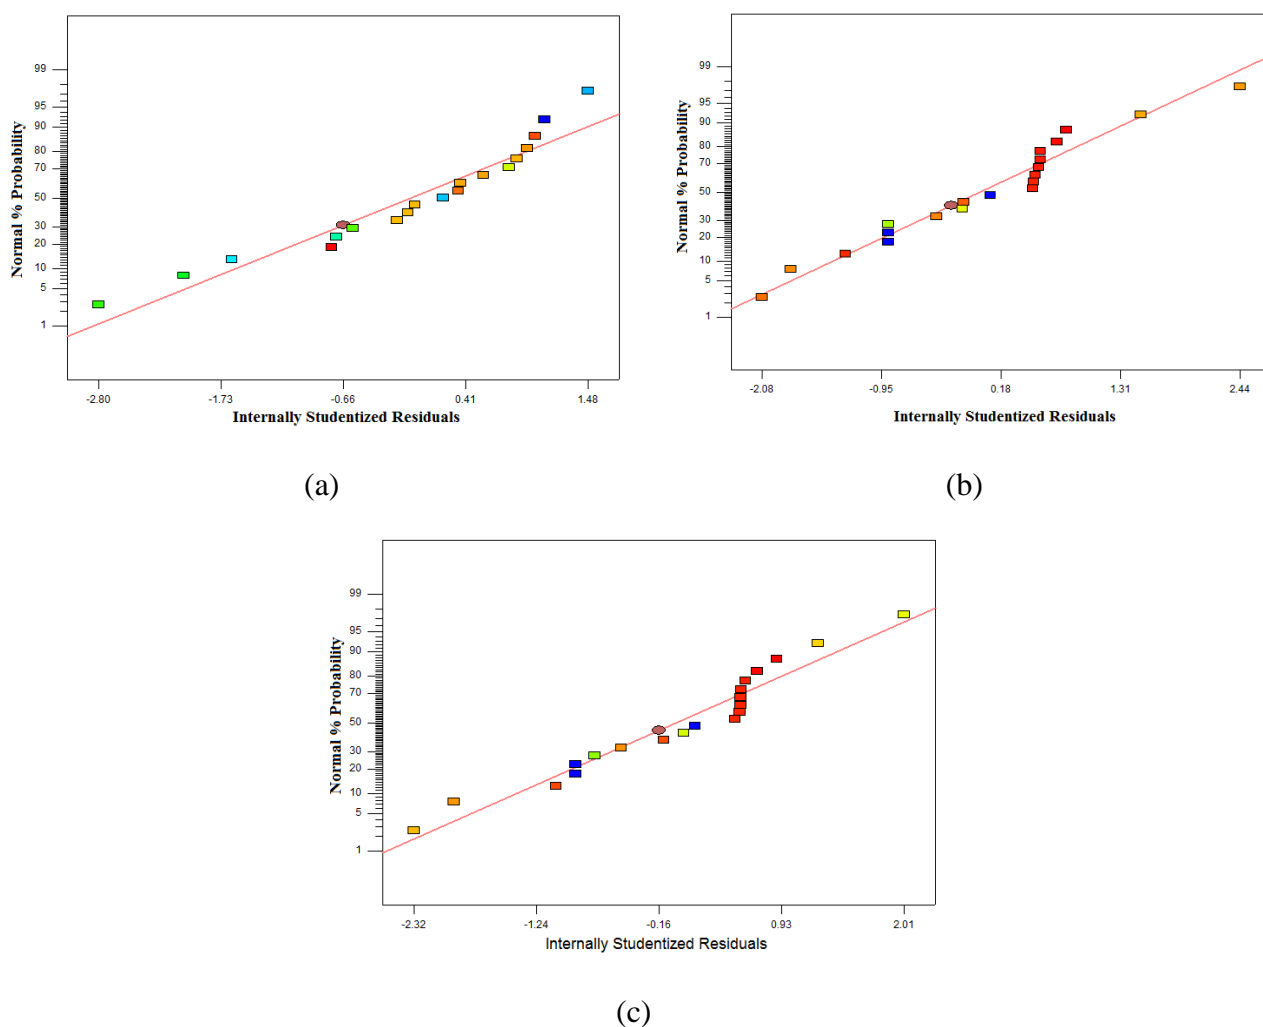 Normal % Probability
99
95
90
80
70
50
30
20
10
5
1
-2.80 -1.73 -0.66 0.41 1.48
Internally Studentized Residuals
(a)
Normal % Probability
99
95
90
80
70
50
30
20
10
5
1
-2.08 -0.95 0.18 1.31 2.44
Internally Studentized Residuals
(b)
Normal % Probability
99
95
90
80
70
50
30
20
10
5
1
-2.32 -1.24 -0.16 0.93 2.01
Internally Studentized Residuals
(c)